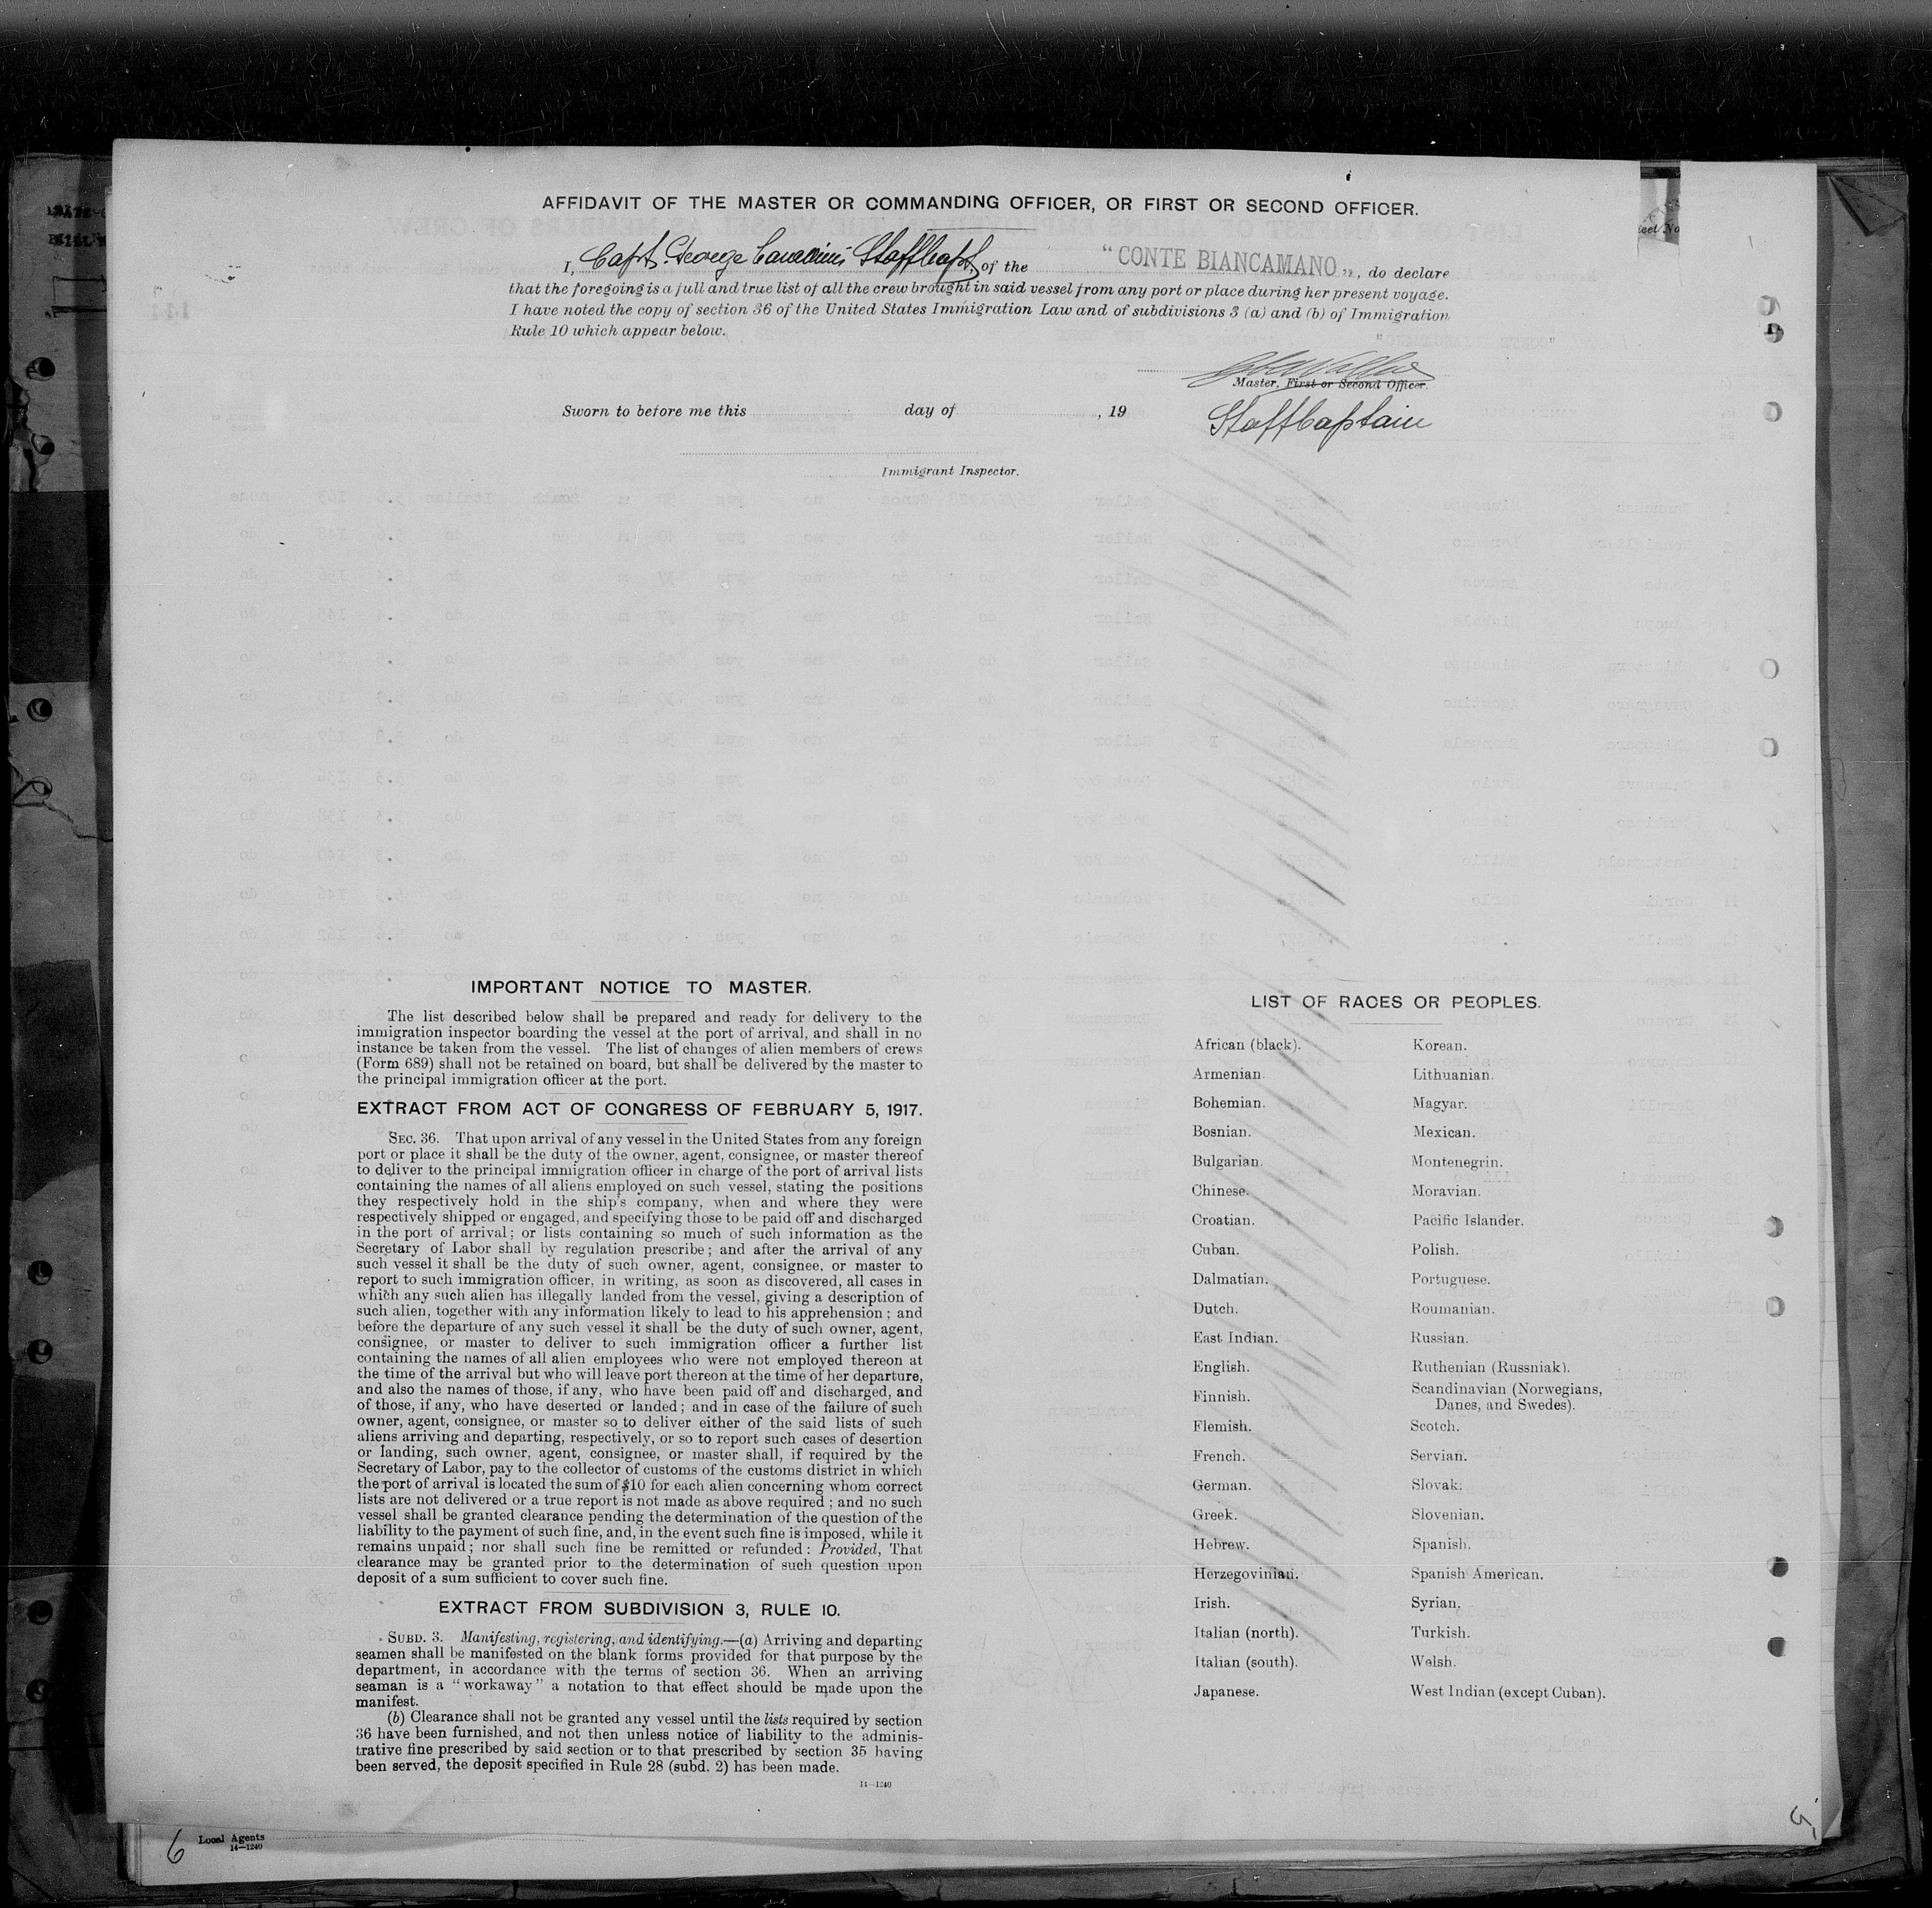 AFFIDAVIT OF THE MASTER OR COMMANDING OFFICER, OR FIRST OR SECOND OFFICER.
I, Capt. George Staffcapt, of the "CONTE BIANCAMANO", do declare
that the foregoing is a full and true list of all the crew brought in said vessel from any port or place during her present voyage.
I have noted the copy of section 36 of the United States Immigration Law and of subdivisions 3 (a) and (b) of Immigration
Rule 10 which appear below.
Master, First or Second Officer.
Sworn to before me this day of , 19
StaffCaptain
Immigrant Inspector.
IMPORTANT NOTICE TO MASTER.
The list described below shall be prepared and ready for delivery to the
immigration inspector boarding the vessel at the port of arrival, and shall in no
instance be taken from the vessel. The list of changes of alien members of crews
(Form 689) shall not be retained on board, but shall be delivered by the master to
the principal immigration officer at the port.
EXTRACT FROM ACT OF CONGRESS OF FEBRUARY 5, 1917.
SEC. 36. That upon arrival of any vessel in the United States from any foreign
port or place it shall be the duty of the owner, agent, consignee, or master thereof
to deliver to the principal immigration officer in charge of the port of arrival lists
containing the names of all aliens employed on such vessel, stating the positions
they respectively hold in the ship's company, when and where they were
respectively shipped or engaged, and specifying those to be paid off and discharged
in the port of arrival; or lists containing so much of such information as the
Secretary of Labor shall by regulation prescribe; and after the arrival of any
such vessel it shall be the duty of such owner, agent, consignee, or master to
report to such immigration officer, in writing, as soon as discovered, all cases in
which any such alien has illegally landed from the vessel, giving a description of
such alien, together with any information likely to lead to his apprehension; and
before the departure of any such vessel it shall be the duty of such owner, agent,
consignee, or master to deliver to such immigration officer a further list
containing the names of all alien employees who were not employed thereon at
the time of the arrival but who will leave port thereon at the time of her departure,
and also the names of those, if any, who have been paid off and discharged, and
of those, if any, who have deserted or landed; and in case of the failure of such
owner, agent, consignee, or master so to deliver either of the said lists of such
aliens arriving and departing, respectively, or so to report such cases of desertion
or landing, such owner, agent, consignee, or master shall, if required by the
Secretary of Labor, pay to the collector of customs of the customs district in which
the port of arrival is located the sum of $10 for each alien concerning whom correct
lists are not delivered or a true report is not made as above required; and no such
vessel shall be granted clearance pending the determination of the question of the
liability to the payment of such fine, and, in the event such fine is imposed, while it
remains unpaid; nor shall such fine be remitted or refunded: Provided, That
clearance may be granted prior to the determination of such question upon
deposit of a sum sufficient to cover such fine.
EXTRACT FROM SUBDIVISION 3, RULE 10.
SUBD. 3. Manifesting, registering, and identifying.—(a) Arriving and departing
seamen shall be manifested on the blank forms provided for that purpose by the
department, in accordance with the terms of section 36. When an arriving
seaman is a "workaway" a notation to that effect should be made upon the
manifest.
(b) Clearance shall not be granted any vessel until the lists required by section
36 have been furnished, and not then unless notice of liability to the adminis-
trative fine prescribed by said section or to that prescribed by section 35 having
been served, the deposit specified in Rule 28 (subd. 2) has been made.
14—1240
LIST OF RACES OR PEOPLES.
African (black).
Armenian.
Bohemian.
Bosnian.
Bulgarian.
Chinese.
Croatian.
Cuban.
Dalmatian.
Dutch.
East Indian.
English.
Finnish.
Flemish.
French.
German.
Greek.
Hebrew.
Herzegovinian.
Irish.
Italian (north).
Italian (south).
Japanese.
Korean.
Lithuanian.
Magyar.
Mexican.
Montenegrin.
Moravian.
Pacific Islander.
Polish.
Portuguese.
Roumanian.
Russian.
Ruthenian (Russniak).
Scandinavian (Norwegians,
Danes, and Swedes).
Scotch.
Servian.
Slovak.
Slovenian.
Spanish.
Spanish American.
Syrian.
Turkish.
Welsh.
West Indian (except Cuban).
5
6
Local Agents
14—1240